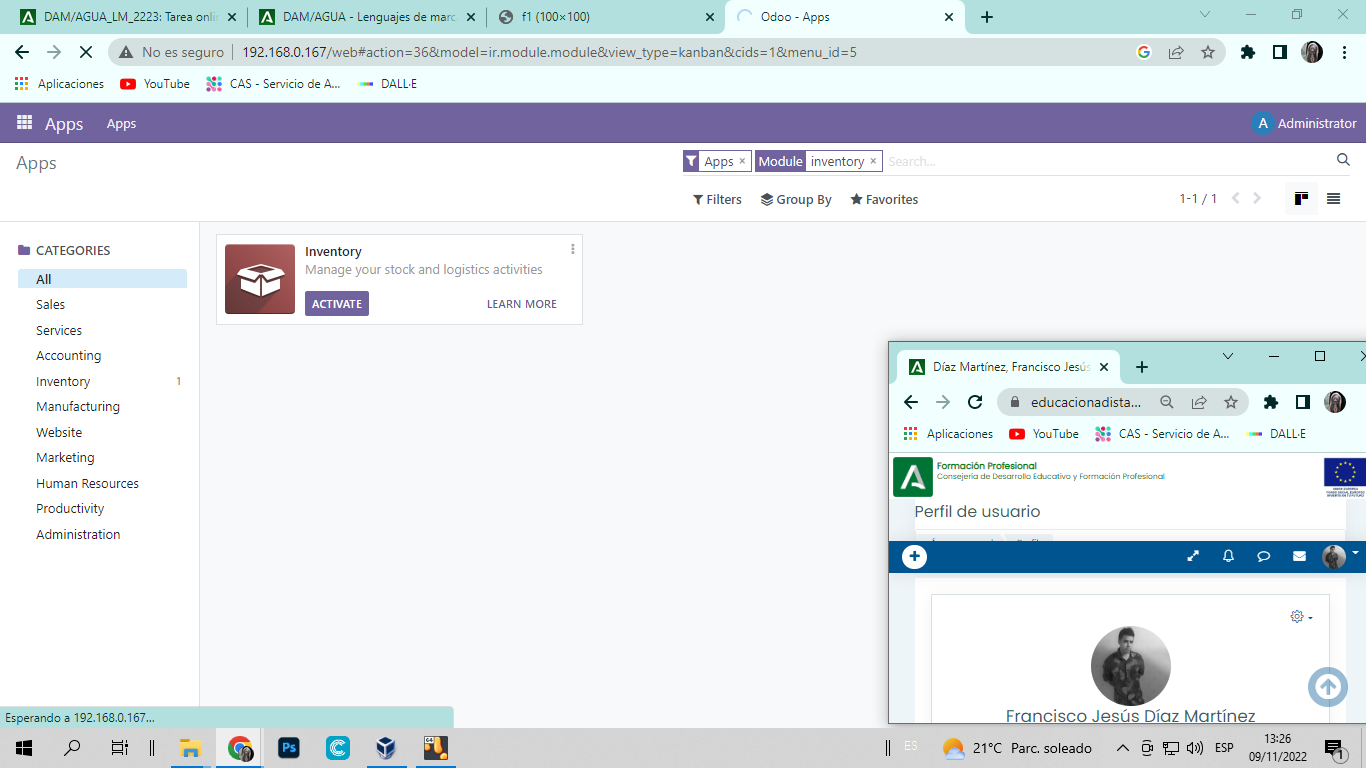 DAM/AGUA_LM_2223: Tarea onli
DAM/AGUA - Lenguajes de marc
f1 (100×100)
Odoo - Apps
No es seguro
192.168.0.167/web#action=36&model=ir.module.module&view_type=kanban&cids=1&menu_id=5
Aplicaciones
YouTube
CAS - Servicio de A...
DALL·E
Apps
Apps
A
Administrator
Apps
Apps ×
Module inventory ×
Search...
Filters
Group By
Favorites
1-1 / 1
CATEGORIES
All
Sales
Services
Accounting
Inventory 1
Manufacturing
Website
Marketing
Human Resources
Productivity
Administration
Inventory
Manage your stock and logistics activities
ACTIVATE
LEARN MORE
Díaz Martínez, Francisco Jesús
educacionadista...
Aplicaciones
YouTube
CAS - Servicio de A...
DALL·E
Formación Profesional
Consejería de Desarrollo Educativo y Formación Profesional
Perfil de usuario
Francisco Jesús Díaz Martínez
Esperando a 192.168.0.167...
Ps
64
ES
21°C Parc. soleado
ESP
13:26
09/11/2022
1